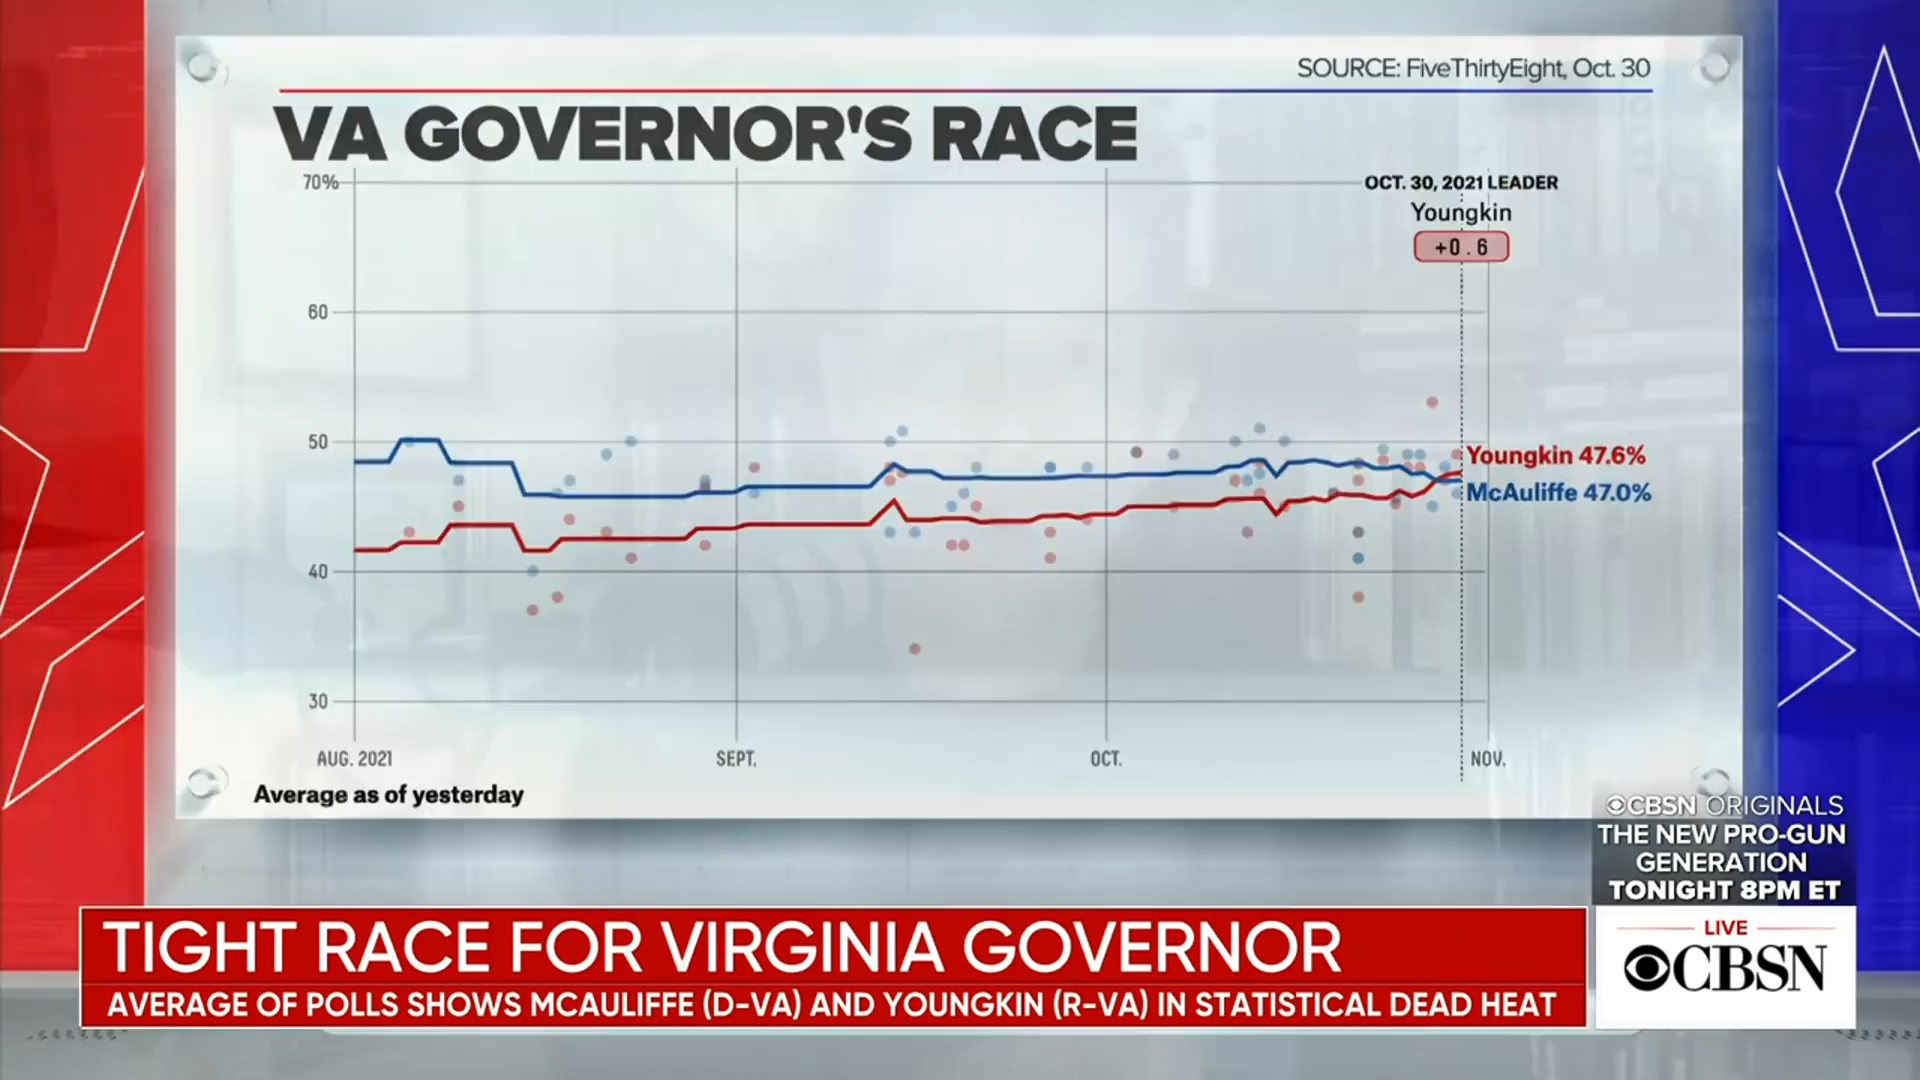 SOURCE: FiveThirtyEight, Oct. 30
VA GOVERNOR'S RACE
70%
OCT. 30, 2021 LEADER
Youngkin
+0.6
60
50
Youngkin 47.6%
McAuliffe 47.0%
40
30
AUG. 2021
SEPT.
OCT.
NOV.
Average as of yesterday
CBSN ORIGINALS
THE NEW PRO-GUN
GENERATION
TONIGHT 8PM ET
TIGHT RACE FOR VIRGINIA GOVERNOR
AVERAGE OF POLLS SHOWS MCAULIFFE (D-VA) AND YOUNGKIN (R-VA) IN STATISTICAL DEAD HEAT
LIVE
CBSN